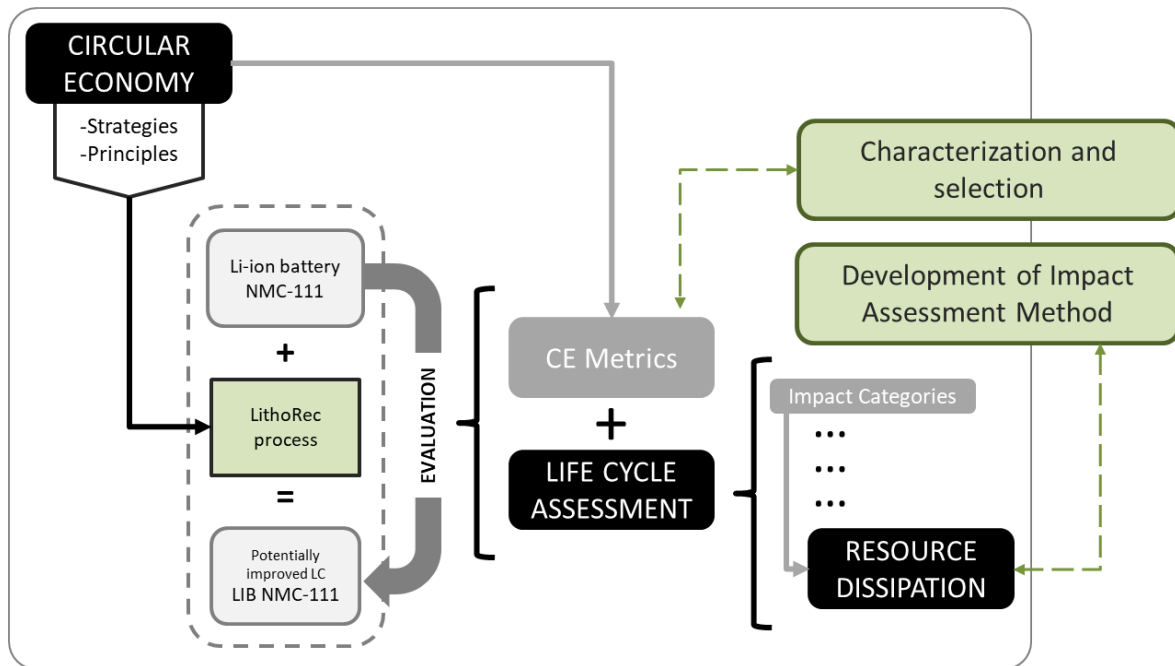 CIRCULAR
ECONOMY
-Strategies
-Principles
Li-ion battery
NMC-111
+
LithoRec
process
=
Potentially
improved LC
LIB NMC-111
EVALUATION
CE Metrics
+
LIFE CYCLE
ASSESSMENT
Characterization and
selection
Development of Impact
Assessment Method
Impact Categories
...
...
...
RESOURCE
DISSIPATION